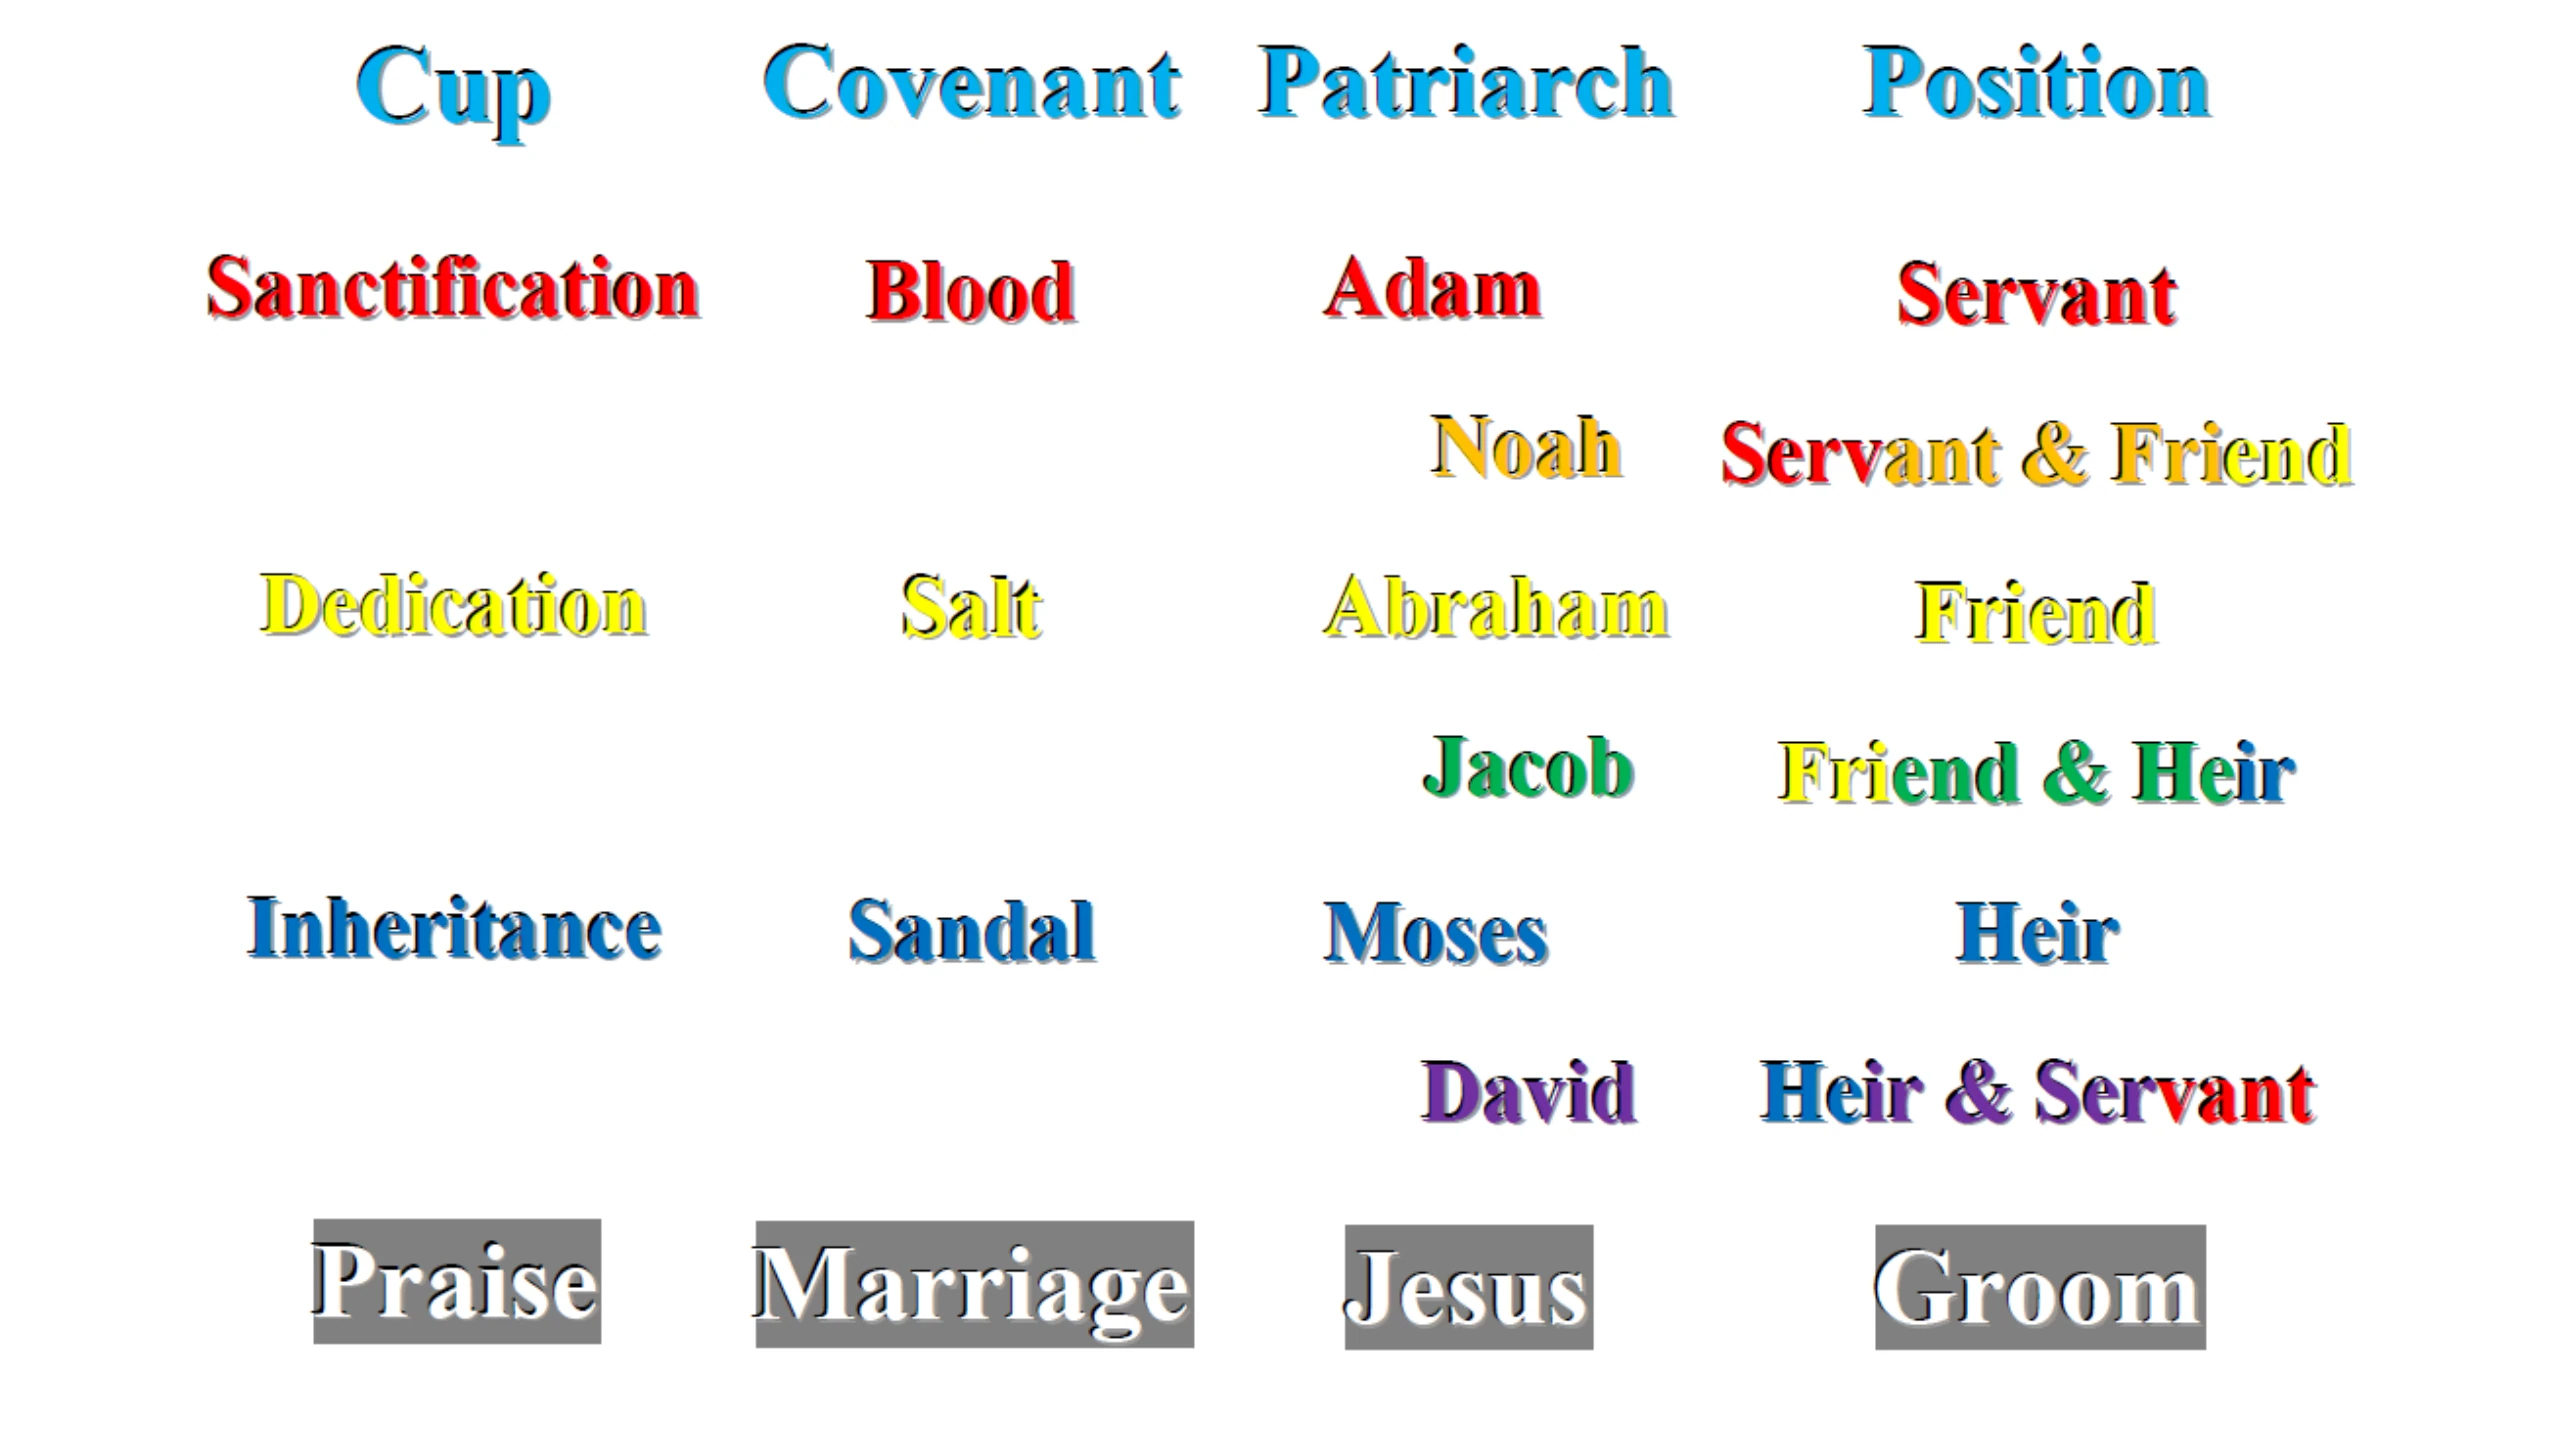 Cup Covenant Patriarch Position
Sanctification Blood Adam Servant
Noah Servant & Friend
Dedication Salt Abraham Friend
Jacob Friend & Heir
Inheritance Sandal Moses Heir
David Heir & Servant
Praise Marriage Jesus Groom